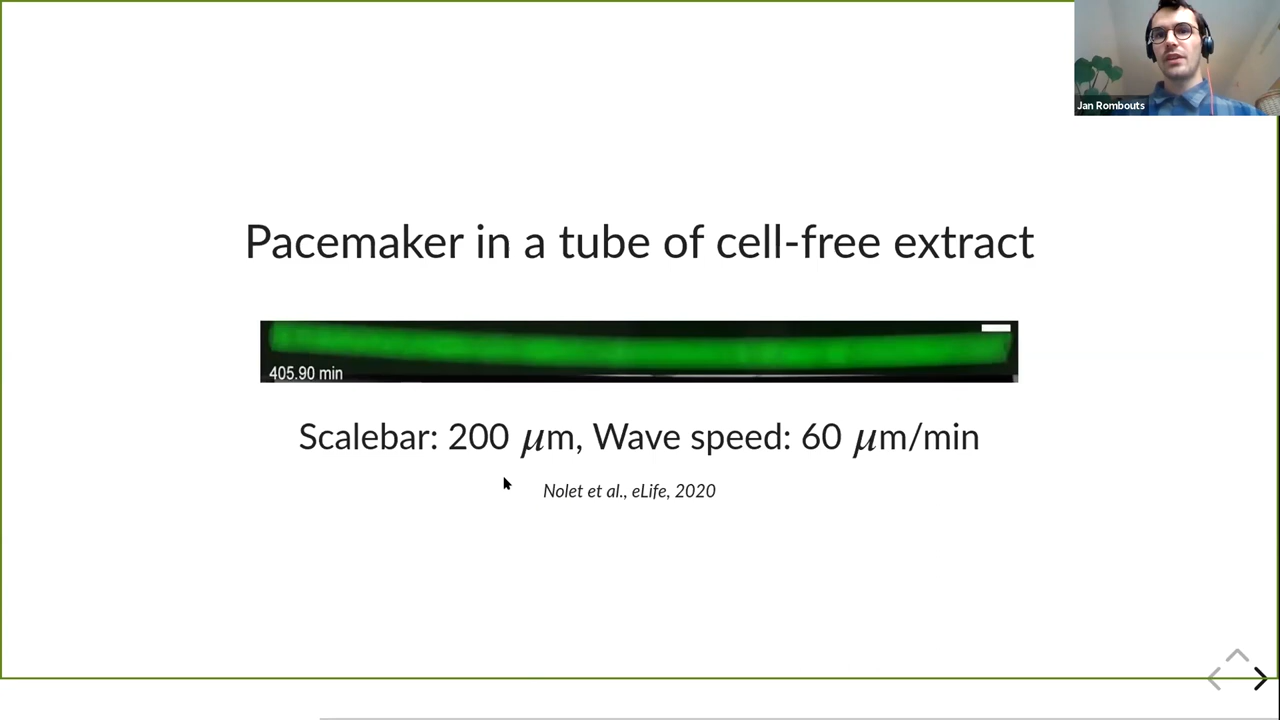 Jan Rombouts
Pacemaker in a tube of cell-free extract
405.90 min
Scalebar: 200 μm, Wave speed: 60 μm/min
Nolet et al., eLife, 2020